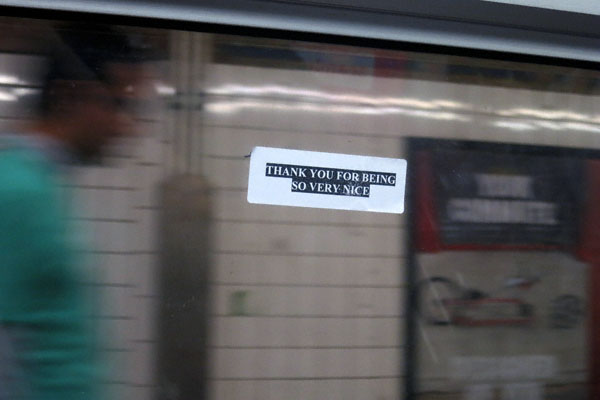 THANK YOU FOR BEING
SO VERY NICE